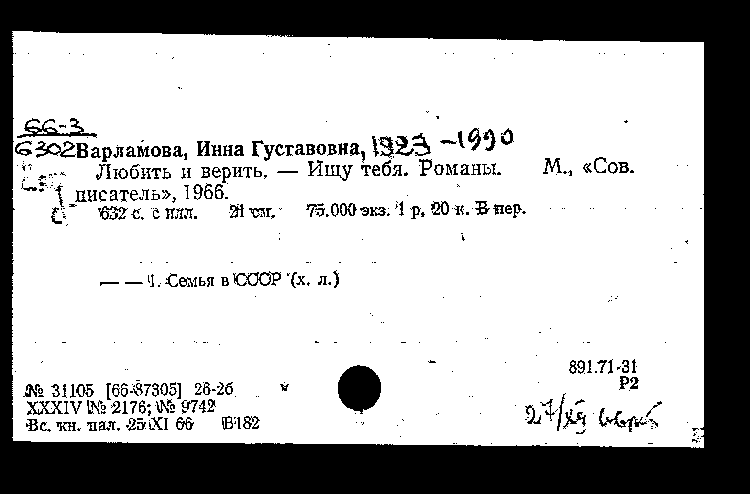 66-3
6302 Варламова, Инна Густавовна, 1923 -1990
Любить и верить. — Ищу тебя. Романы. М., «Сов.
писатель», 1966.
632 с. с илл. 21 см. 75.000 экз. 1 р. 20 к. В пер.
— — 1. Семья в СССР (х. л.)
891.71-31
Р2
№ 31105 [66-87305] 26-26
XXXIV № 2176; № 9742
Вс. кн. пал. 25 XI 66 В182
27/XII